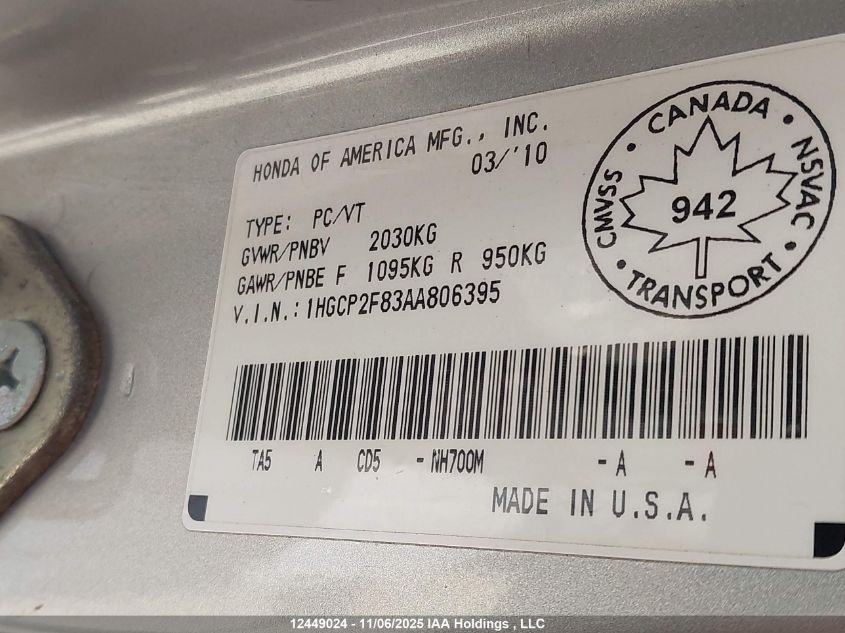 HONDA OF AMERICA MFG., INC.
03/'10
TYPE: PC/VT
GVWR/PNBV 2030KG
GAWR/PNBE F 1095KG R 950KG
V.I.N.: 1HGCP2F83AA806395
CANADA
CMVSS
942
NSVAC
TRANSPORT
TA5 A CD5 - NH700M - A - A
MADE IN U.S.A.
12449024 - 11/06/2025 IAA Holdings , LLC